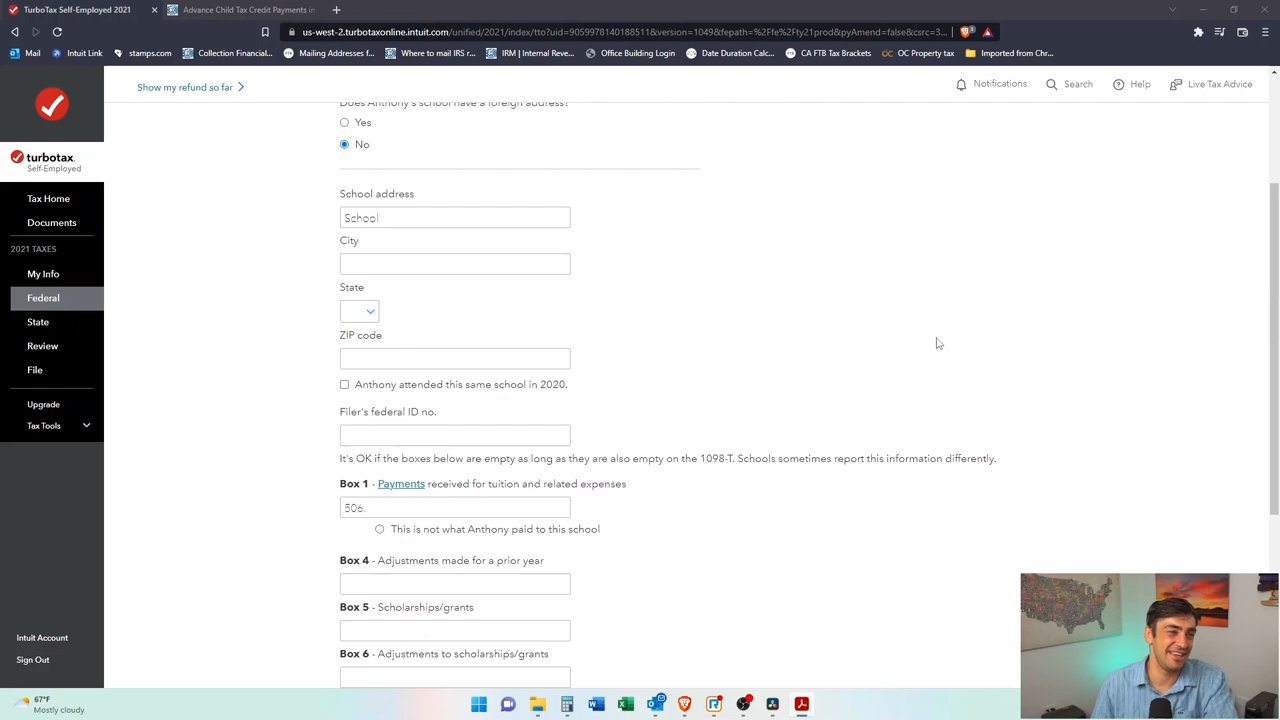 TurboTax Self-Employed 2021
Advance Child Tax Credit Payments in
us-west-2.turbotaxonline.intuit.com/unified/2021/index/tto?uid=9059978140188511&version=1049&fepath=%2Ffe%2Fty21prod&pyAmend=false&csrc=3...
Mail
Intuit Link
stamps.com
Collection Financial...
Mailing Addresses f...
Where to mail IRS r...
IRM | Internal Reve...
Office Building Login
Date Duration Calc...
CA FTB Tax Brackets
OC Property tax
Imported from Chr...
Show my refund so far
Notifications
Search
Help
Live Tax Advice
turbotax
Self-Employed
Tax Home
Documents
2021 TAXES
My Info
Federal
State
Review
File
Upgrade
Tax Tools
Intuit Account
Sign Out
Does Anthony's school have a foreign address?
Yes
No
School address
School
City
State
ZIP code
Anthony attended this same school in 2020.
Filer's federal ID no.
It's OK if the boxes below are empty as long as they are also empty on the 1098-T. Schools sometimes report this information differently.
Box 1 - Payments received for tuition and related expenses
506.
This is not what Anthony paid to this school
Box 4 - Adjustments made for a prior year
Box 5 - Scholarships/grants
Box 6 - Adjustments to scholarships/grants
67°F
Mostly cloudy